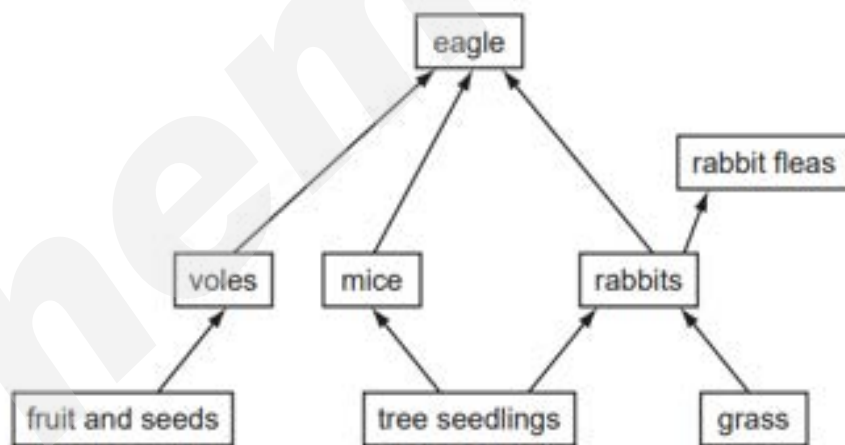 eagle
rabbit fleas
voles mice rabbits
fruit and seeds tree seedlings grass